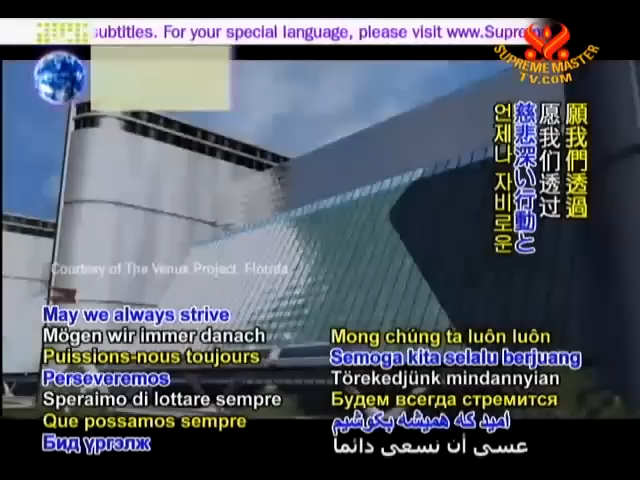 subtitles. For your special language, please visit www.Suprem
SUPREME MASTER
TV.COM
願我們透過
愿我们透过
慈悲深い行動と
언제나 자비로운
Courtesy of The Venus Project, Florida
May we always strive
Mögen wir immer danach
Puissions-nous toujours
Perseveremos
Speraimo di lottare sempre
Que possamos sempre
Бид үргэлж
Mong chúng ta luôn luôn
Semoga kita selalu berjuang
Törekedjünk mindannyian
Будем всегда стремится
امید که همیشه بکوشیم
عسى أن نسعى دائما